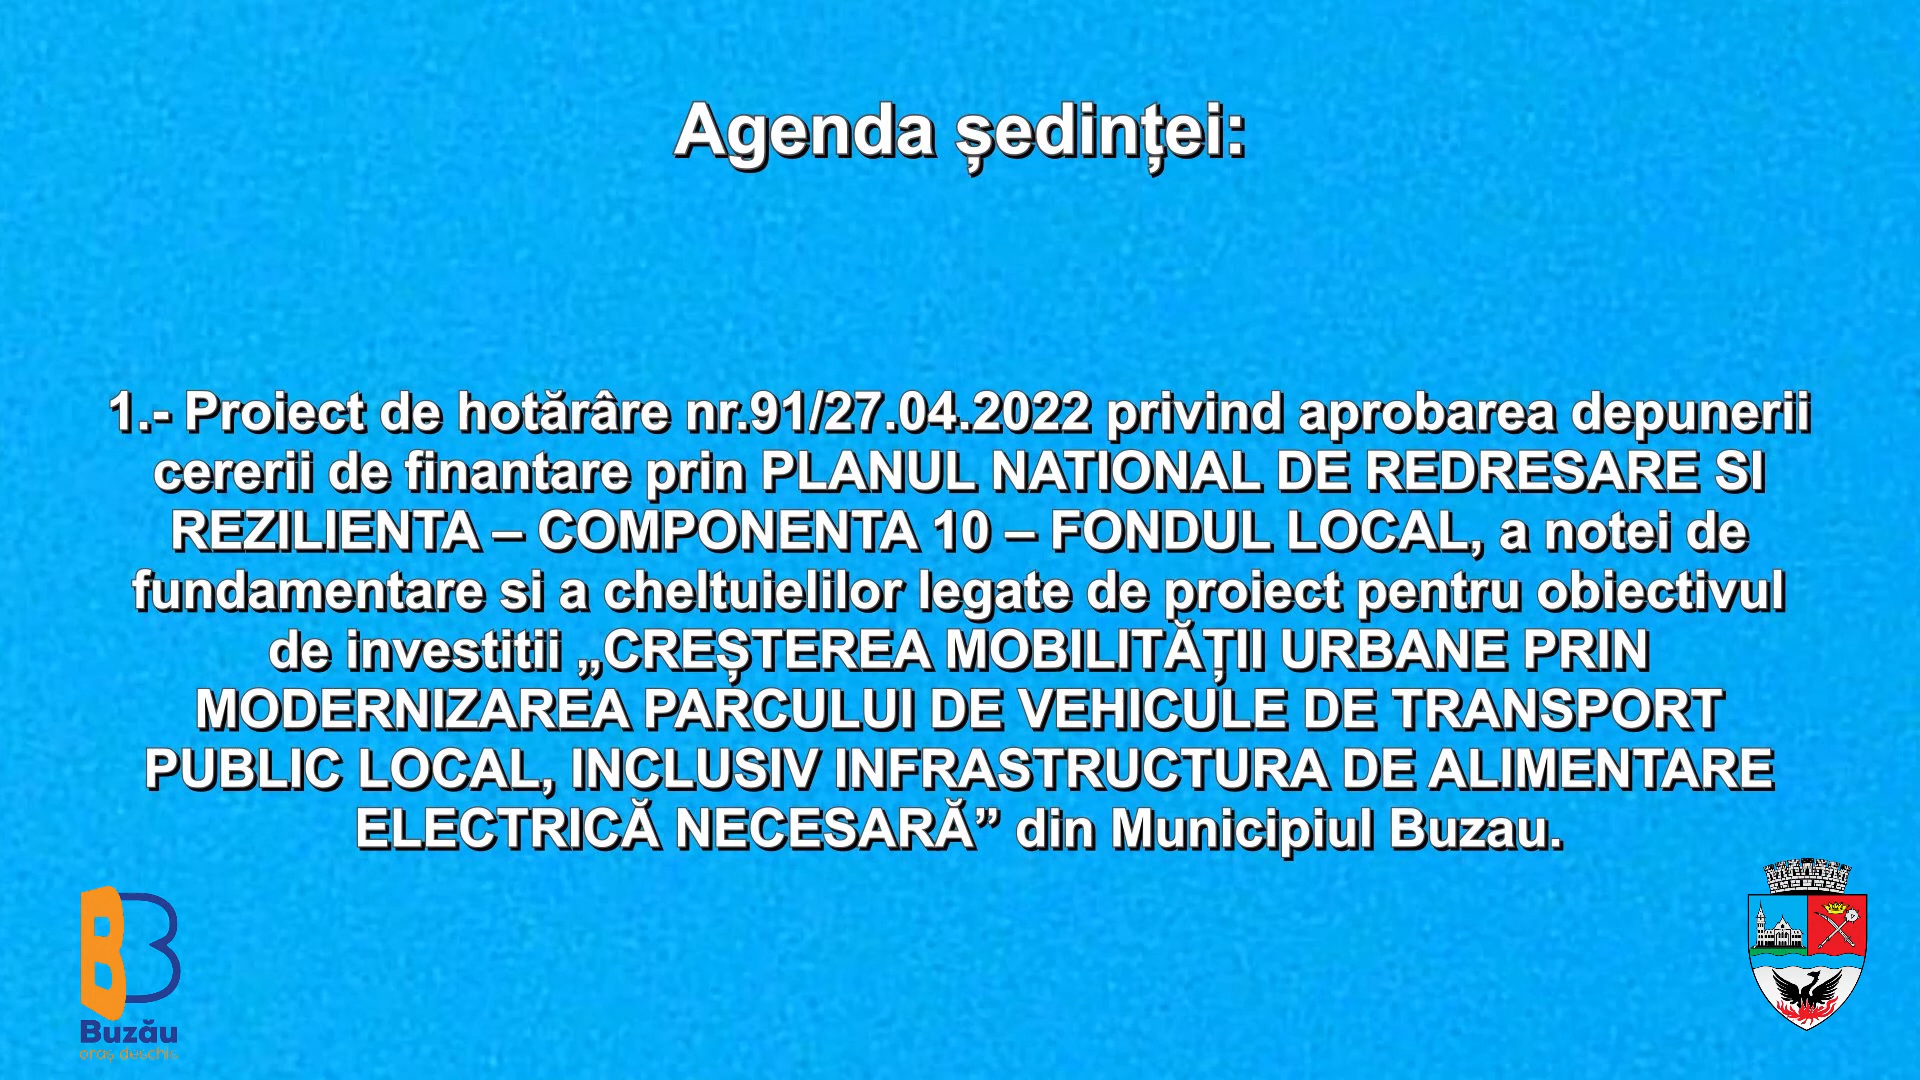 Agenda ședinței:
1.- Proiect de hotărâre nr.91/27.04.2022 privind aprobarea depunerii
cererii de finantare prin PLANUL NATIONAL DE REDRESARE SI
REZILIENTA – COMPONENTA 10 – FONDUL LOCAL, a notei de
fundamentare si a cheltuielilor legate de proiect pentru obiectivul
de investitii „CREȘTEREA MOBILITĂȚII URBANE PRIN
MODERNIZAREA PARCULUI DE VEHICULE DE TRANSPORT
PUBLIC LOCAL, INCLUSIV INFRASTRUCTURA DE ALIMENTARE
ELECTRICĂ NECESARĂ” din Municipiul Buzau.
Buzău
oraș deschis